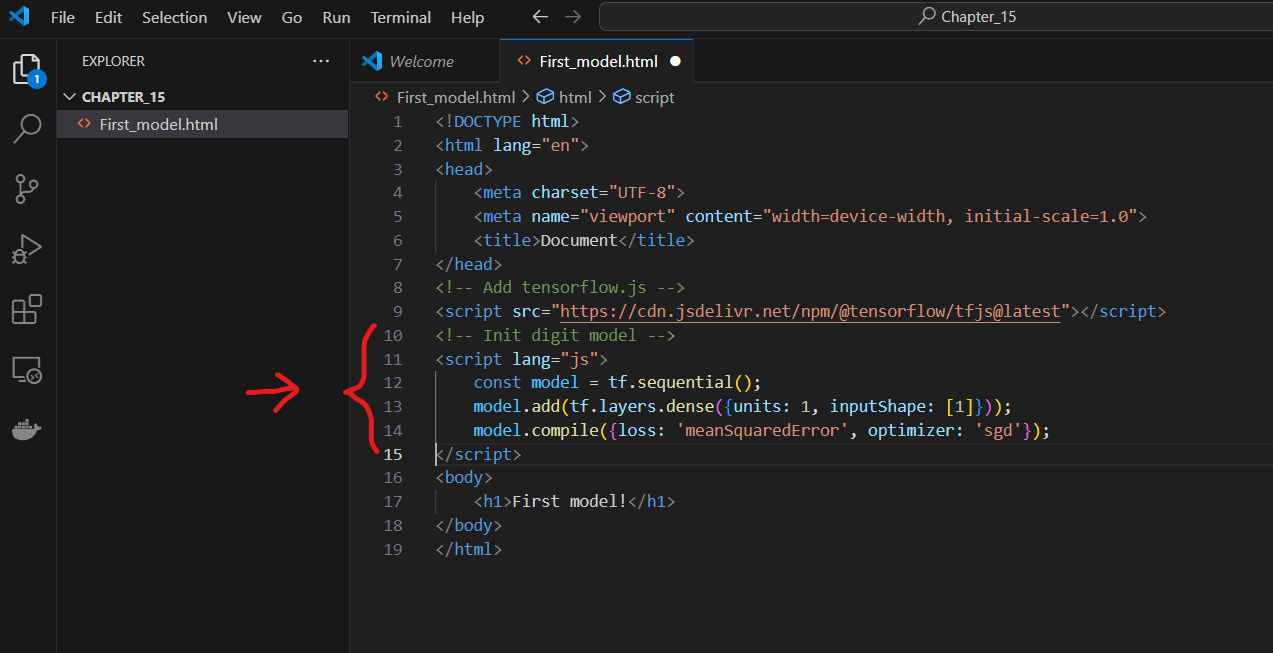 File Edit Selection View Go Run Terminal Help
Chapter_15
1
EXPLORER ...
CHAPTER_15
<> First_model.html
Welcome
<> First_model.html
<> First_model.html > html > script
1 <!DOCTYPE html>
2 <html lang="en">
3 <head>
4     <meta charset="UTF-8">
5     <meta name="viewport" content="width=device-width, initial-scale=1.0">
6     <title>Document</title>
7 </head>
8 <!-- Add tensorflow.js -->
9 <script src="https://cdn.jsdelivr.net/npm/@tensorflow/tfjs@latest"></script>
10 <!-- Init digit model -->
11 <script lang="js">
12     const model = tf.sequential();
13     model.add(tf.layers.dense({units: 1, inputShape: [1]}));
14     model.compile({loss: 'meanSquaredError', optimizer: 'sgd'});
15 </script>
16 <body>
17     <h1>First model!</h1>
18 </body>
19 </html>